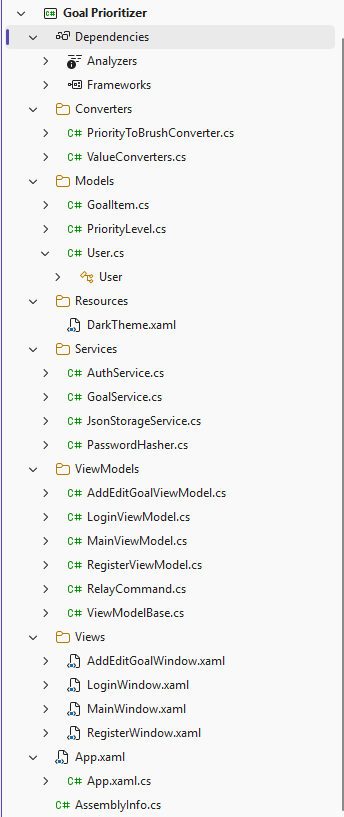 Goal Prioritizer
Dependencies
Analyzers
Frameworks
Converters
C# PriorityToBrushConverter.cs
C# ValueConverters.cs
Models
C# GoalItem.cs
C# PriorityLevel.cs
C# User.cs
User
Resources
DarkTheme.xaml
Services
C# AuthService.cs
C# GoalService.cs
C# JsonStorageService.cs
C# PasswordHasher.cs
ViewModels
C# AddEditGoalViewModel.cs
C# LoginViewModel.cs
C# MainViewModel.cs
C# RegisterViewModel.cs
C# RelayCommand.cs
C# ViewModelBase.cs
Views
AddEditGoalWindow.xaml
LoginWindow.xaml
MainWindow.xaml
RegisterWindow.xaml
App.xaml
C# App.xaml.cs
C# AssemblyInfo.cs